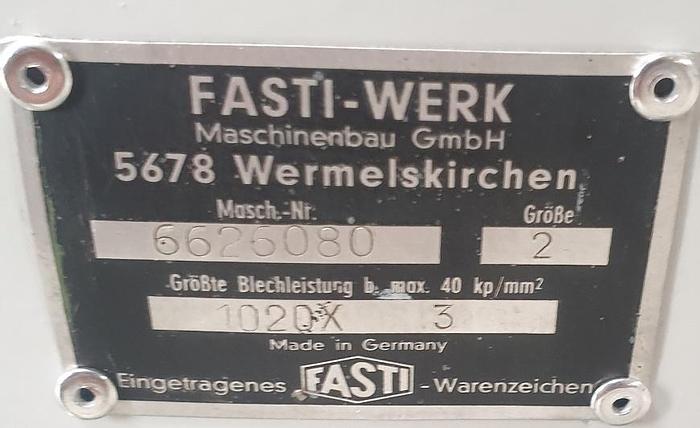 FASTI-WERK
Maschinenbau GmbH
5678 Wermelskirchen
Masch.-Nr. Größe
6626080 2
Größte Blechleistung b. max. 40 kp/mm²
1020X 3
Made in Germany
Eingetragenes FASTI -Warenzeichen